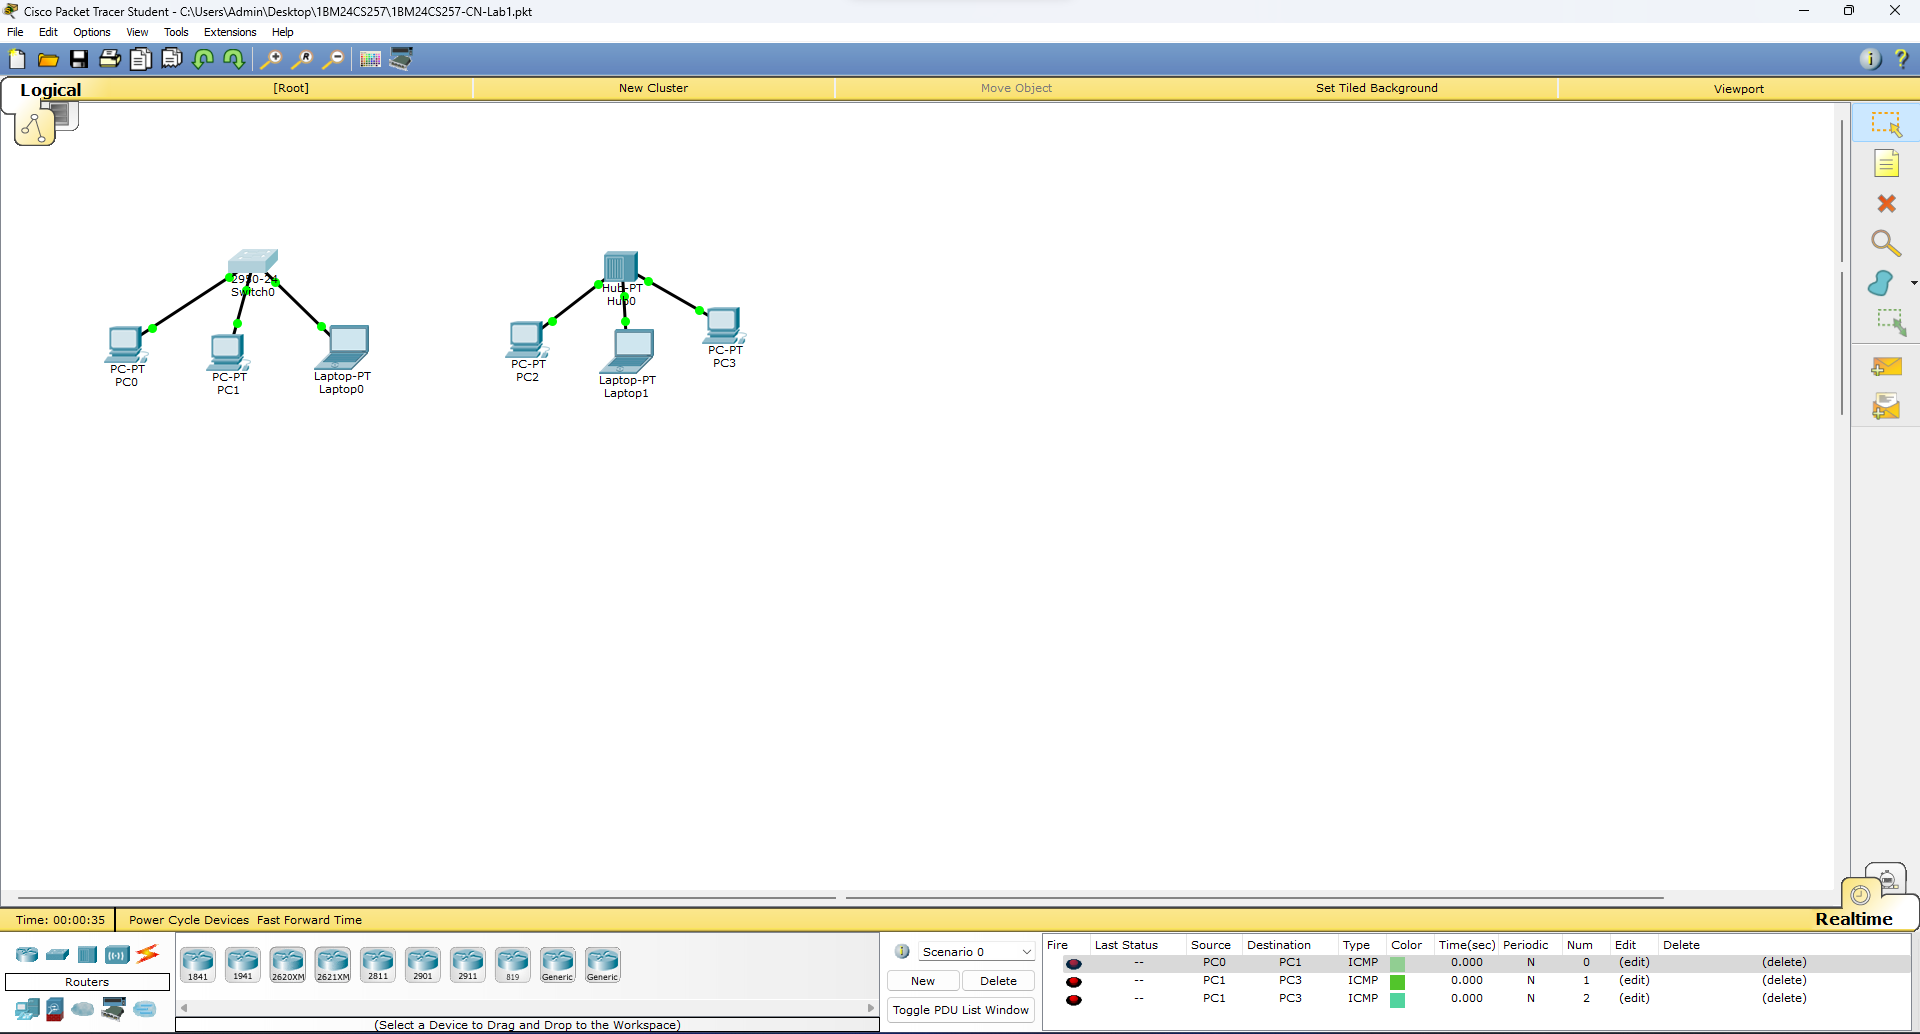 Cisco Packet Tracer Student - C:\Users\Admin\Desktop\1BM24CS257\1BM24CS257-CN-Lab1.pkt
File Edit Options View Tools Extensions Help
Logical [Root] New Cluster Move Object Set Tiled Background Viewport
2950-24
Switch0
PC-PT
PC0
PC-PT
PC1
Laptop-PT
Laptop0
Hub-PT
Hub0
PC-PT
PC2
Laptop-PT
Laptop1
PC-PT
PC3
Time: 00:00:35 Power Cycle Devices Fast Forward Time Realtime
Routers
1841 1941 2620XM 2621XM 2811 2901 2911 819 Generic Generic
(Select a Device to Drag and Drop to the Workspace)
Scenario 0
New Delete
Toggle PDU List Window
Fire Last Status Source Destination Type Color Time(sec) Periodic Num Edit Delete
-- PC0 PC1 ICMP 0.000 N 0 (edit) (delete)
-- PC1 PC3 ICMP 0.000 N 1 (edit) (delete)
-- PC1 PC3 ICMP 0.000 N 2 (edit) (delete)